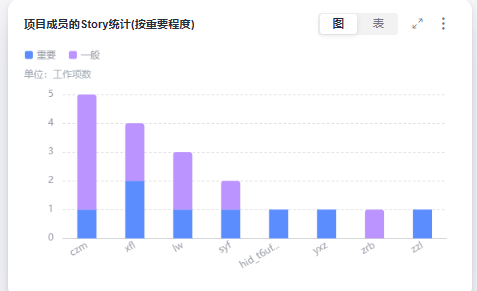 项目成员的Story统计(按重要程度)
图 表
重要 一般
单位：工作项数
5
4
3
2
1
0
czm xfl lw syf hid_t6ut... yxz zrb zzl